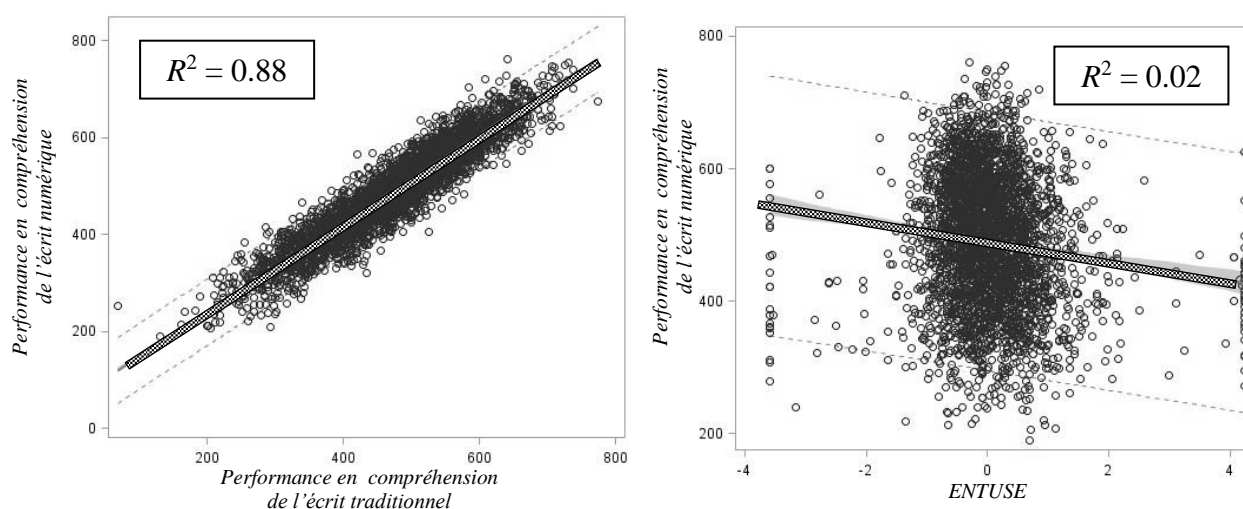 Performance en compréhension
de l'écrit numérique
800
600
400
200
0
R² = 0.88
200
400
600
800
Performance en compréhension
de l'écrit traditionnel
Performance en compréhension
de l'écrit numérique
800
600
400
200
R² = 0.02
-4
-2
0
2
4
ENTUSE